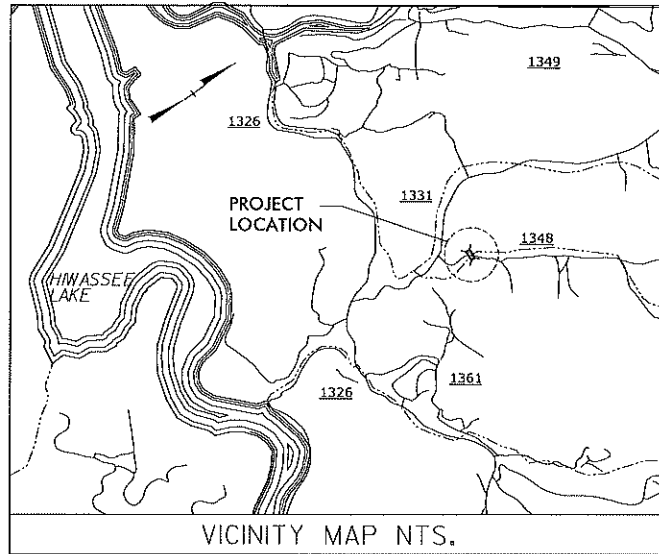 1349
1326
1331
PROJECT
LOCATION
1348
HIWASSEE
LAKE
1326
1361
VICINITY MAP NTS.